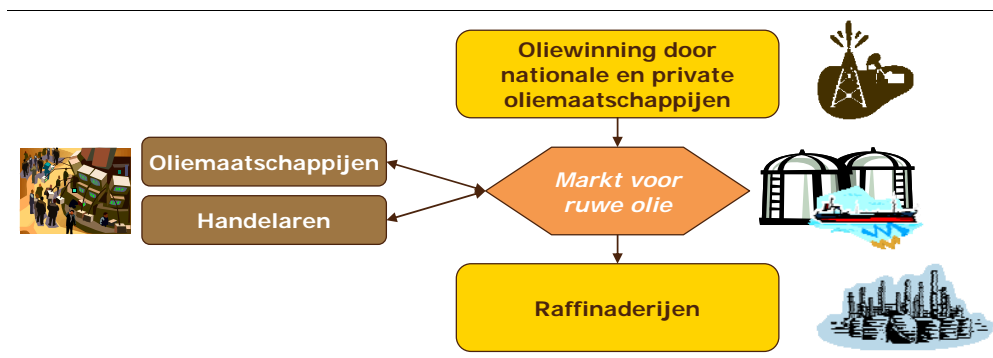 Oliewinning door
nationale en private
oliemaatschappijen
Oliemaatschappijen
Handelaren
Markt voor
ruwe olie
Raffinaderijen